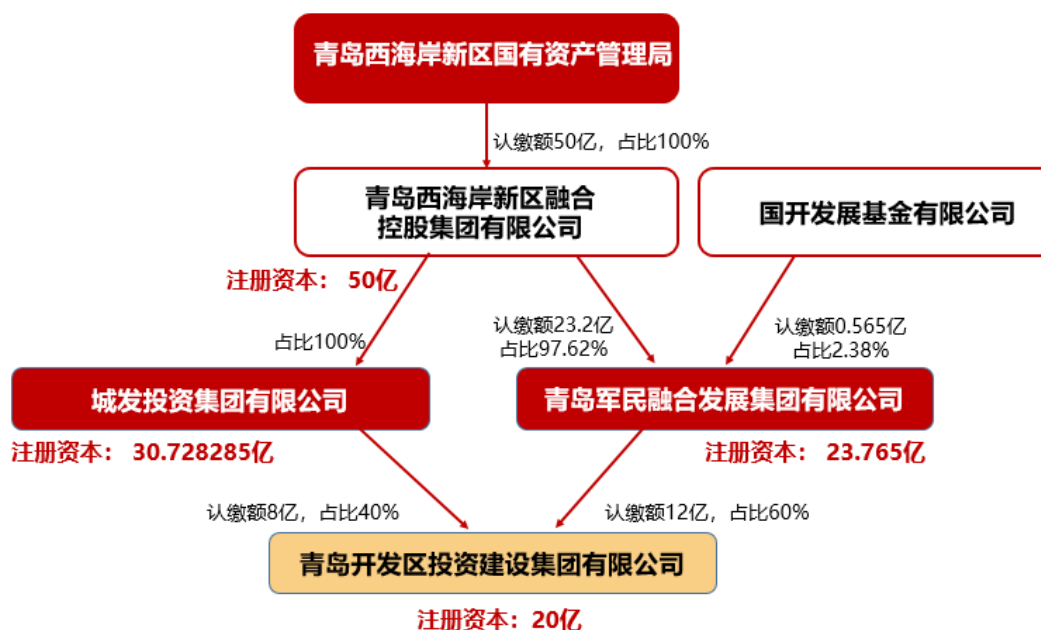 青岛西海岸新区国有资产管理局
认缴额50亿，占比100%
青岛西海岸新区融合
控股集团有限公司
国开发展基金有限公司
注册资本： 50亿
占比100%
认缴额23.2亿
占比97.62%
认缴额0.565亿
占比2.38%
城发投资集团有限公司
青岛军民融合发展集团有限公司
注册资本： 30.728285亿
注册资本： 23.765亿
认缴额8亿，占比40%
认缴额12亿，占比60%
青岛开发区投资建设集团有限公司
注册资本：20亿